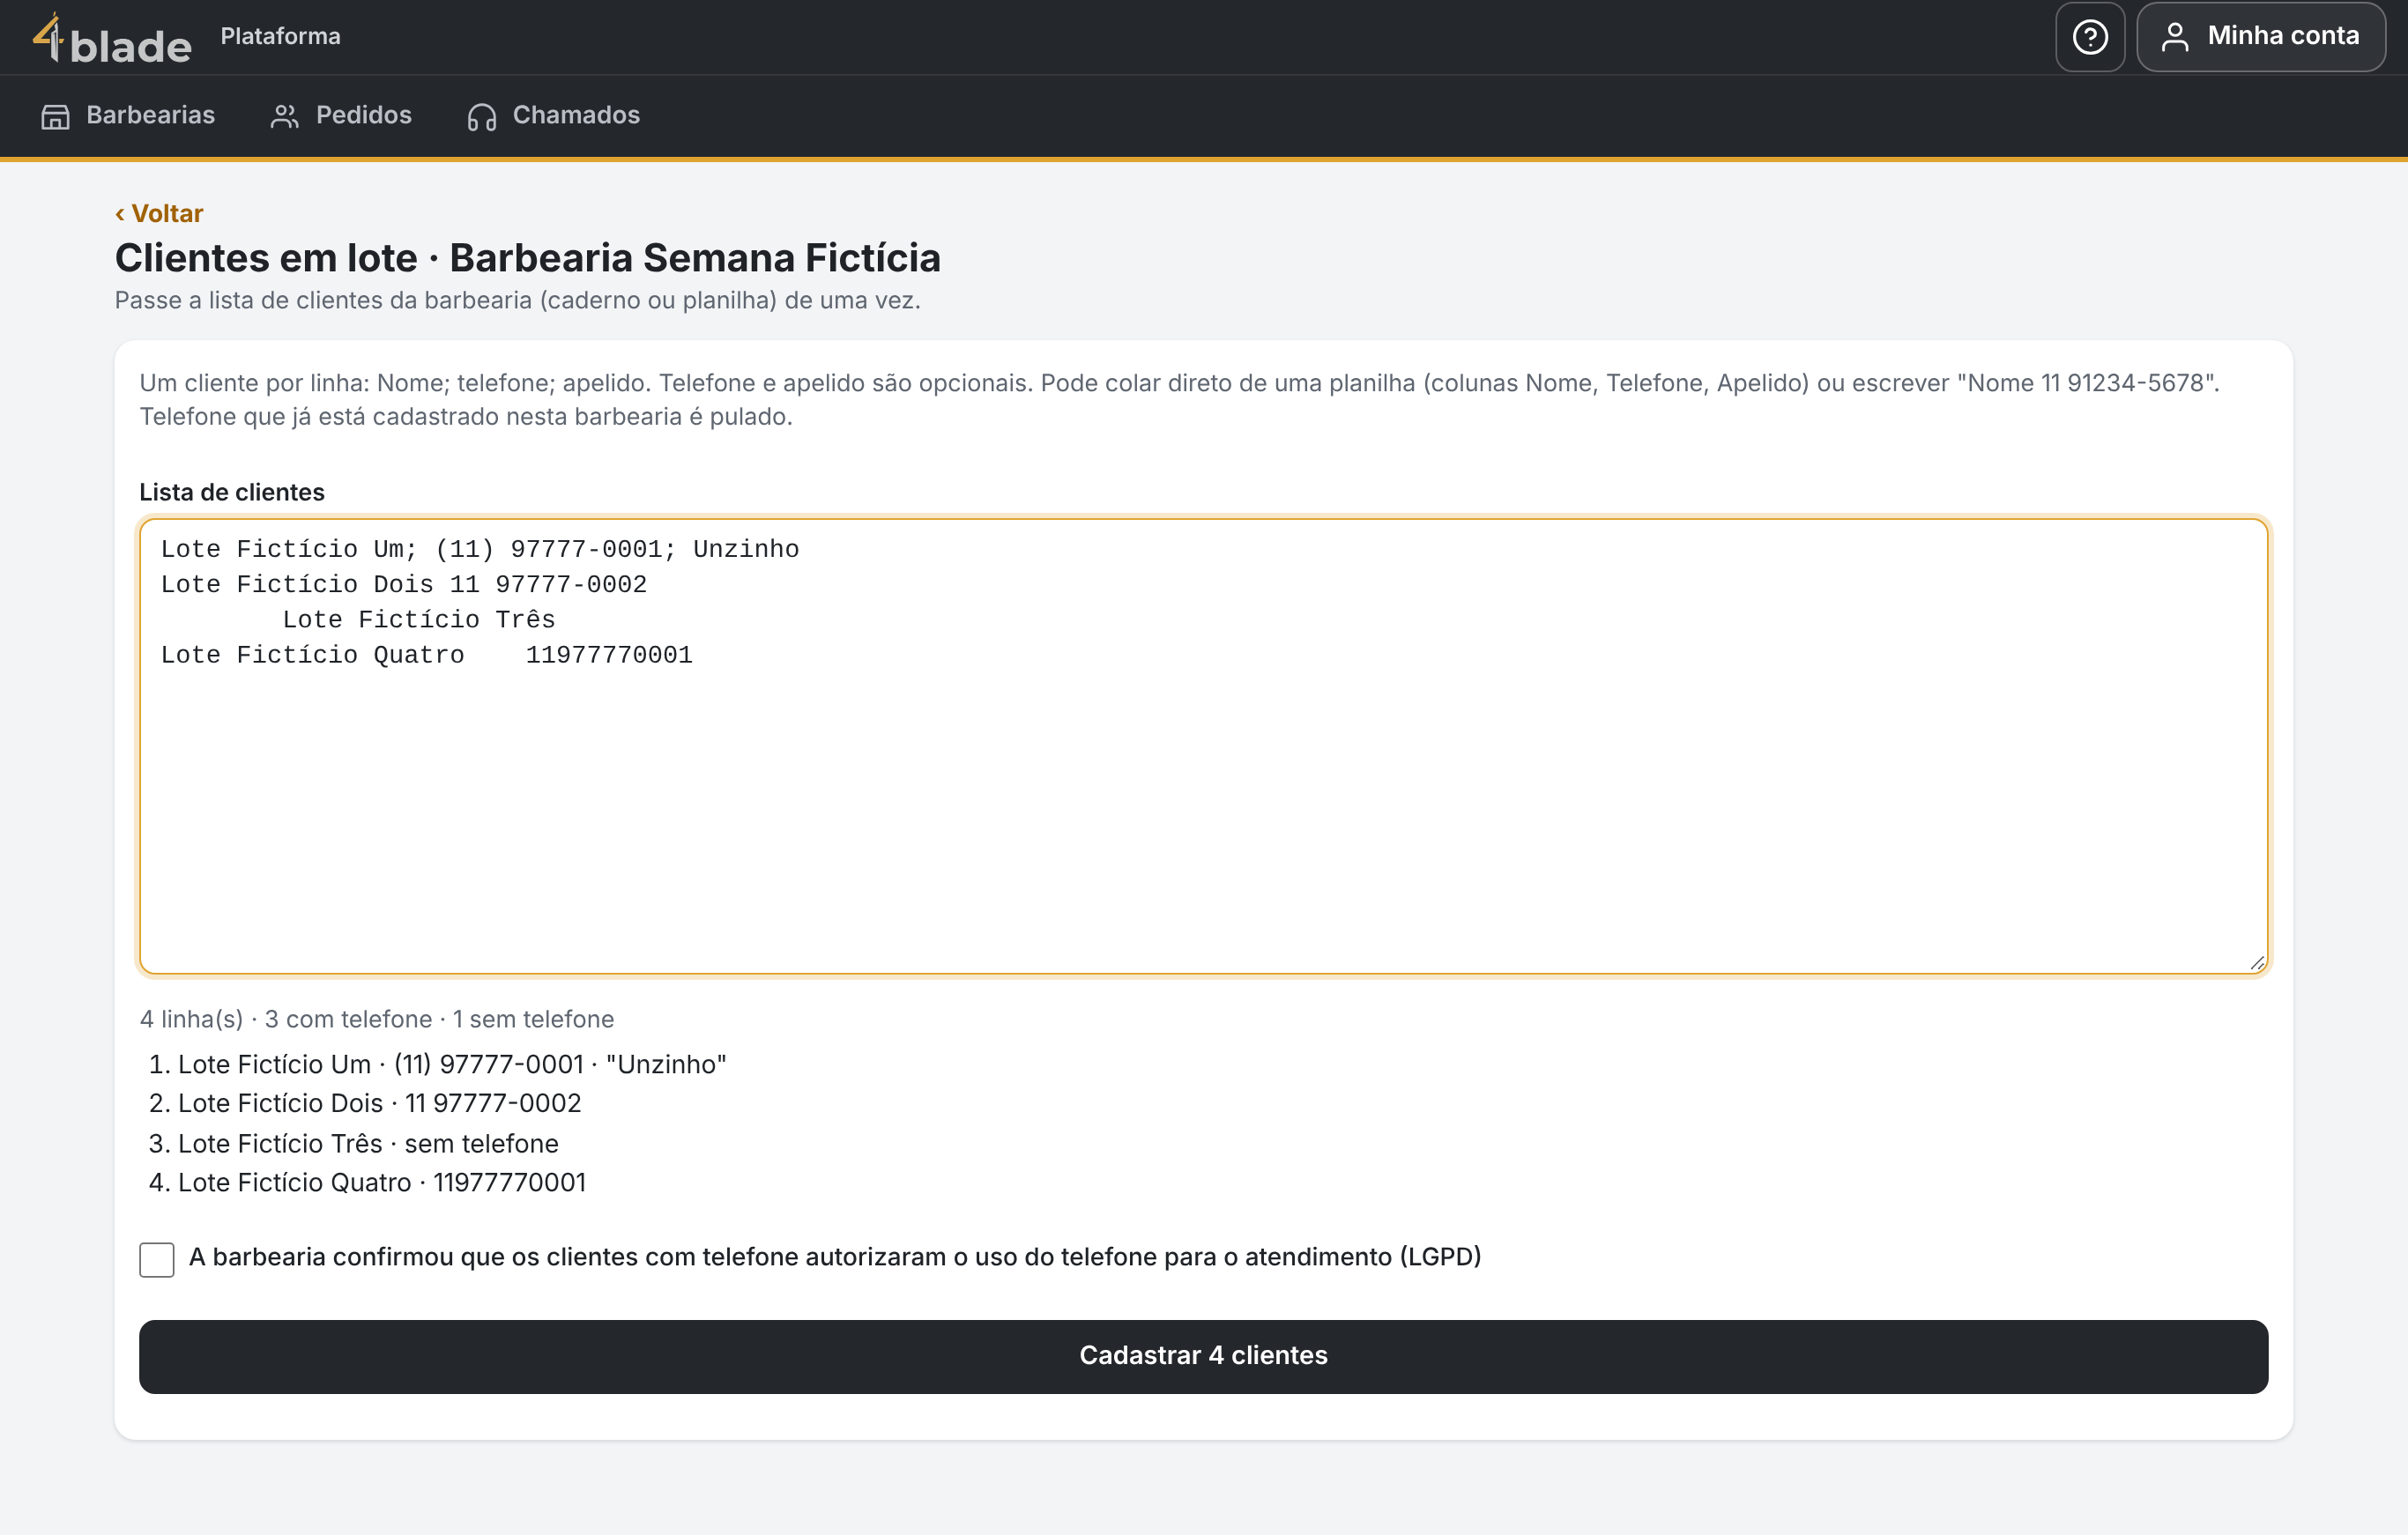 4blade Plataforma
Minha conta
Barbearias Pedidos Chamados
‹ Voltar
Clientes em lote · Barbearia Semana Fictícia
Passe a lista de clientes da barbearia (caderno ou planilha) de uma vez.
Um cliente por linha: Nome; telefone; apelido. Telefone e apelido são opcionais. Pode colar direto de uma planilha (colunas Nome, Telefone, Apelido) ou escrever "Nome 11 91234-5678".
Telefone que já está cadastrado nesta barbearia é pulado.
Lista de clientes
Lote Fictício Um; (11) 97777-0001; Unzinho
Lote Fictício Dois 11 97777-0002
Lote Fictício Três
Lote Fictício Quatro    11977770001
4 linha(s) · 3 com telefone · 1 sem telefone
1. Lote Fictício Um · (11) 97777-0001 · "Unzinho"
2. Lote Fictício Dois · 11 97777-0002
3. Lote Fictício Três · sem telefone
4. Lote Fictício Quatro · 11977770001
A barbearia confirmou que os clientes com telefone autorizaram o uso do telefone para o atendimento (LGPD)
Cadastrar 4 clientes